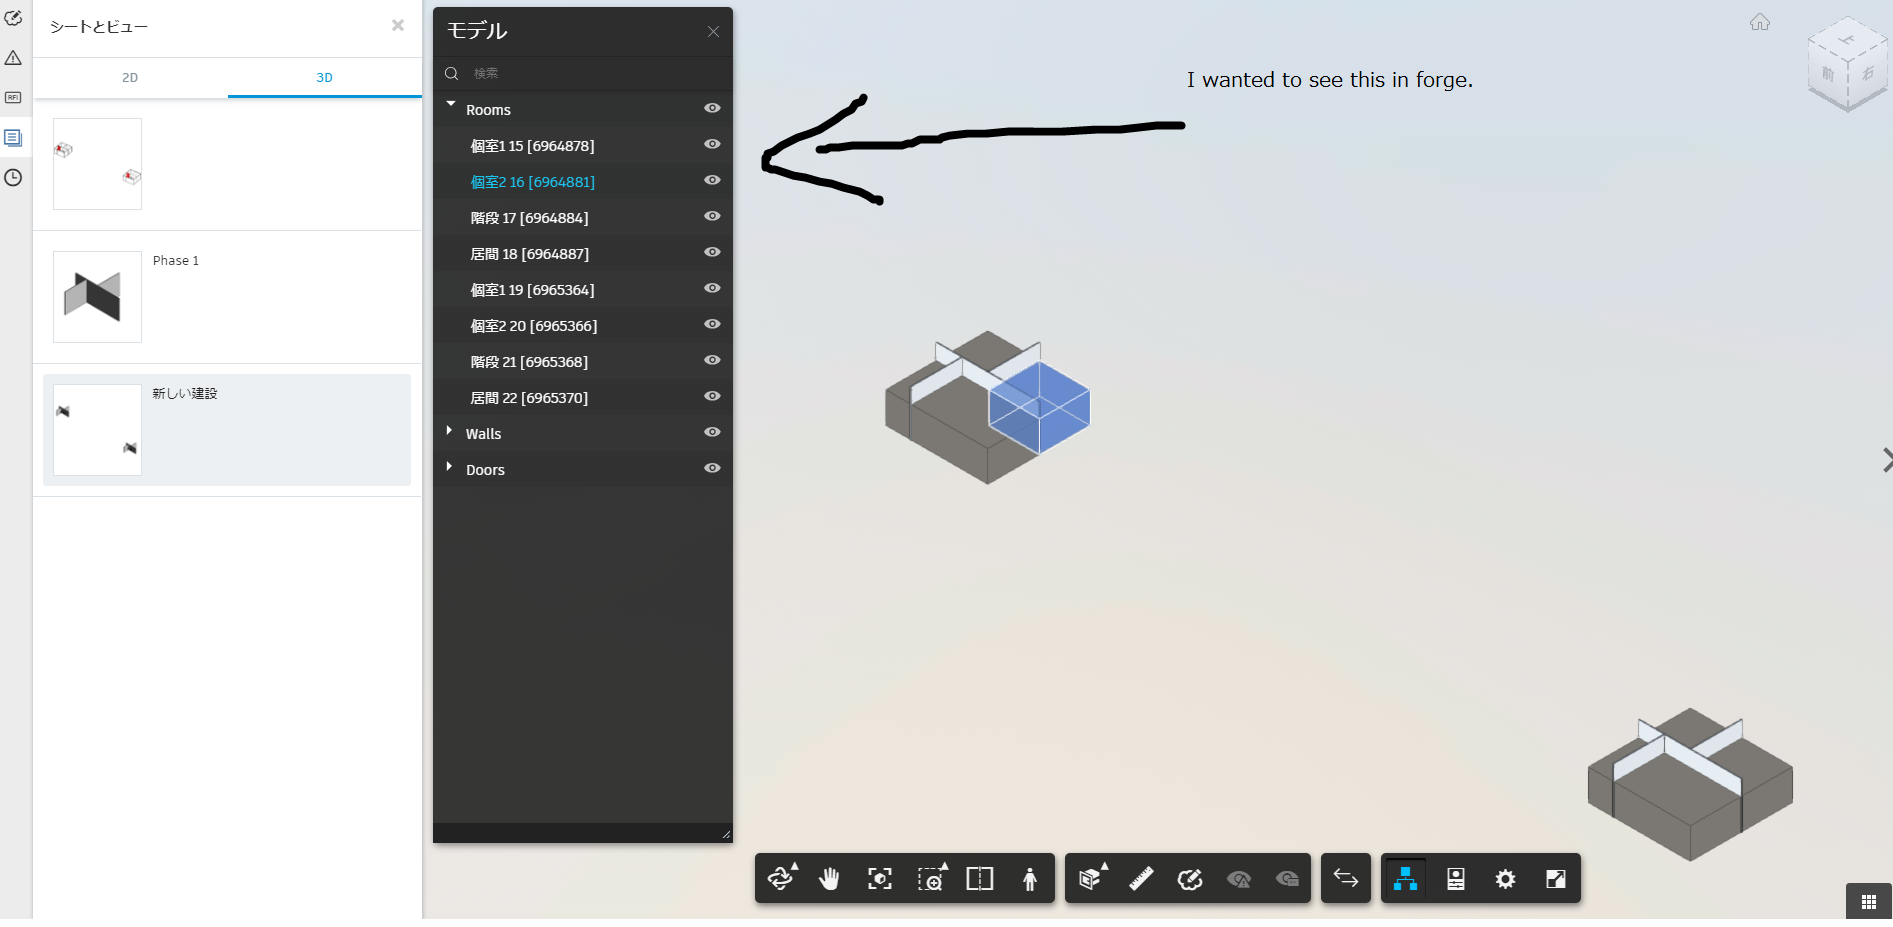 シートとビュー
2D
3D
Phase 1
新しい建設
RFI
モデル
検索
Rooms
個室1 15 [6964878]
個室2 16 [6964881]
階段 17 [6964884]
居間 18 [6964887]
個室1 19 [6965364]
個室2 20 [6965366]
階段 21 [6965368]
居間 22 [6965370]
Walls
Doors
I wanted to see this in forge.
上
前
右